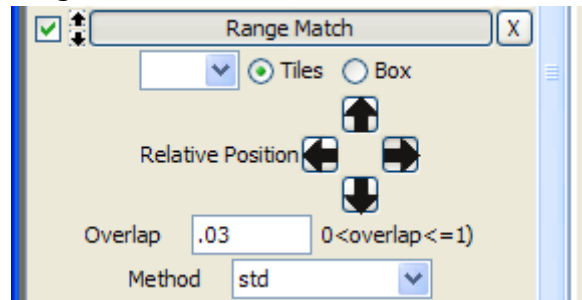 Range Match X
Tiles Box
Relative Position
Overlap .03 0<overlap<=1)
Method std